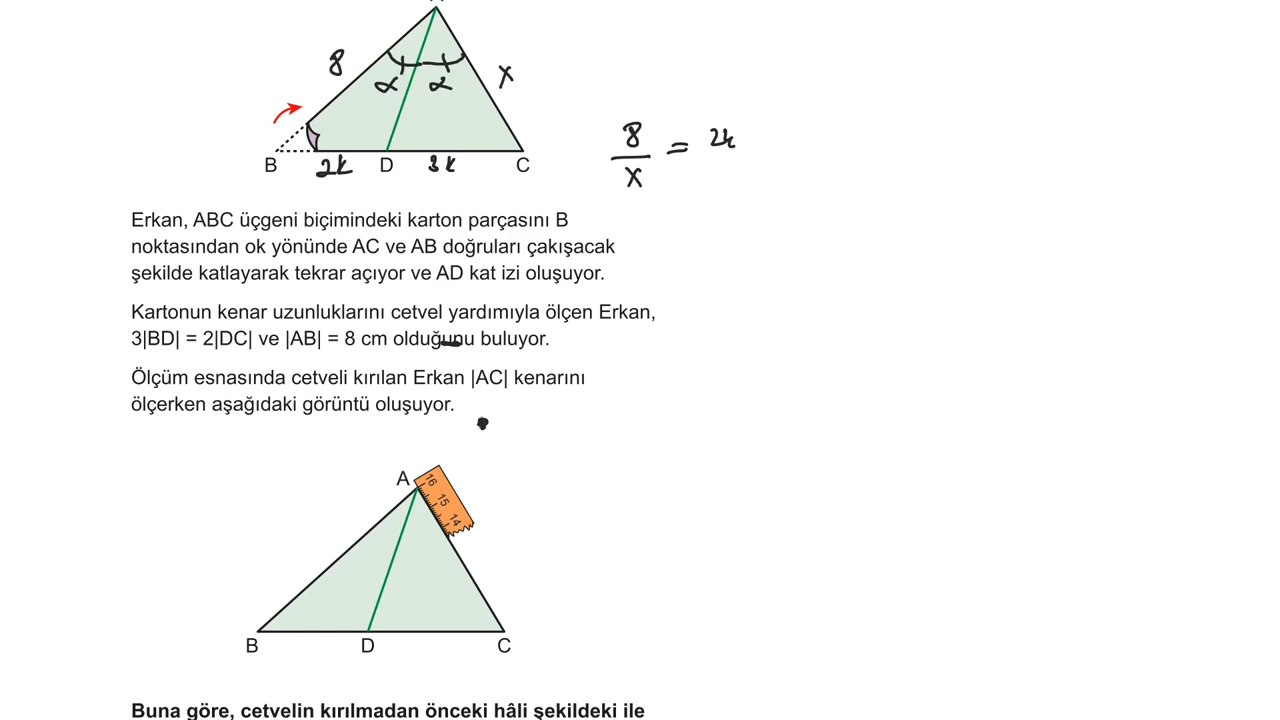 8
α α
x
B 2k D 3k C
8/x = 2k
Erkan, ABC üçgeni biçimindeki karton parçasını B
noktasından ok yönünde AC ve AB doğruları çakışacak
şekilde katlayarak tekrar açıyor ve AD kat izi oluşuyor.
Kartonun kenar uzunluklarını cetvel yardımıyla ölçen Erkan,
3|BD| = 2|DC| ve |AB| = 8 cm olduğunu buluyor.
Ölçüm esnasında cetveli kırılan Erkan |AC| kenarını
ölçerken aşağıdaki görüntü oluşuyor.
A
16
15
14
B D C
Buna göre, cetvelin kırılmadan önceki hâli şekildeki ile